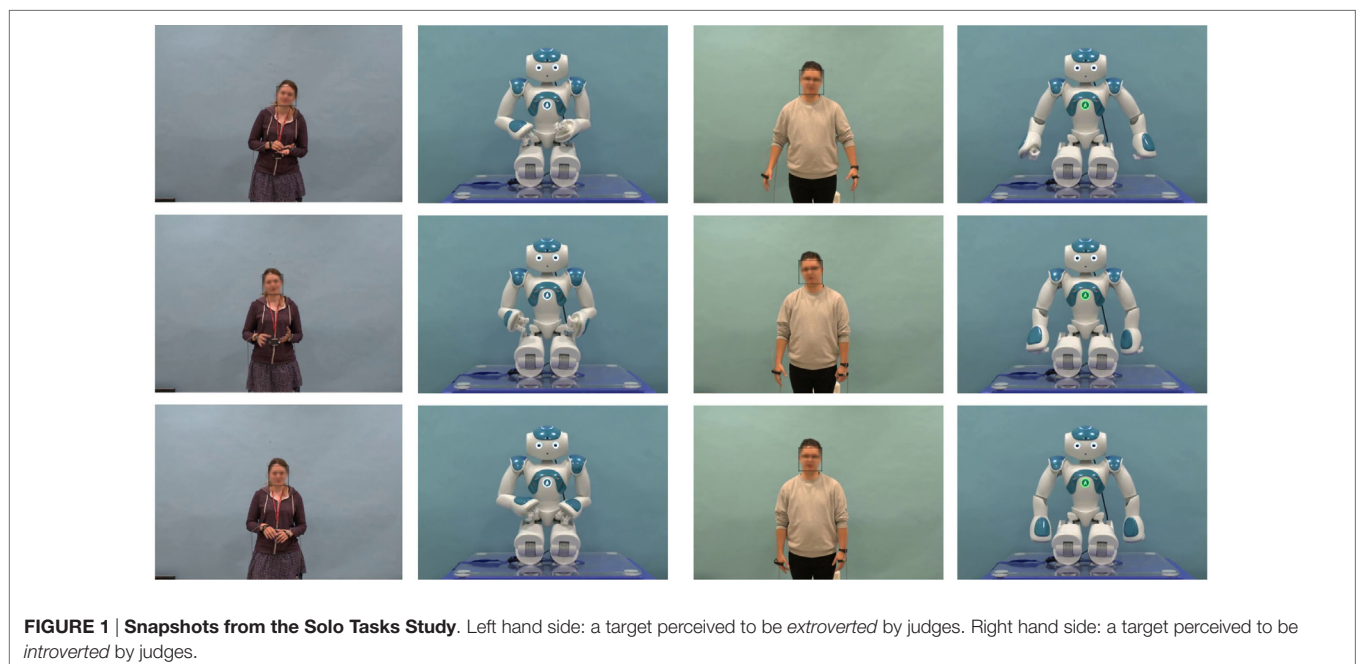 FIGURE 1 | Snapshots from the Solo Tasks Study. Left hand side: a target perceived to be extroverted by judges. Right hand side: a target perceived to be
introverted by judges.